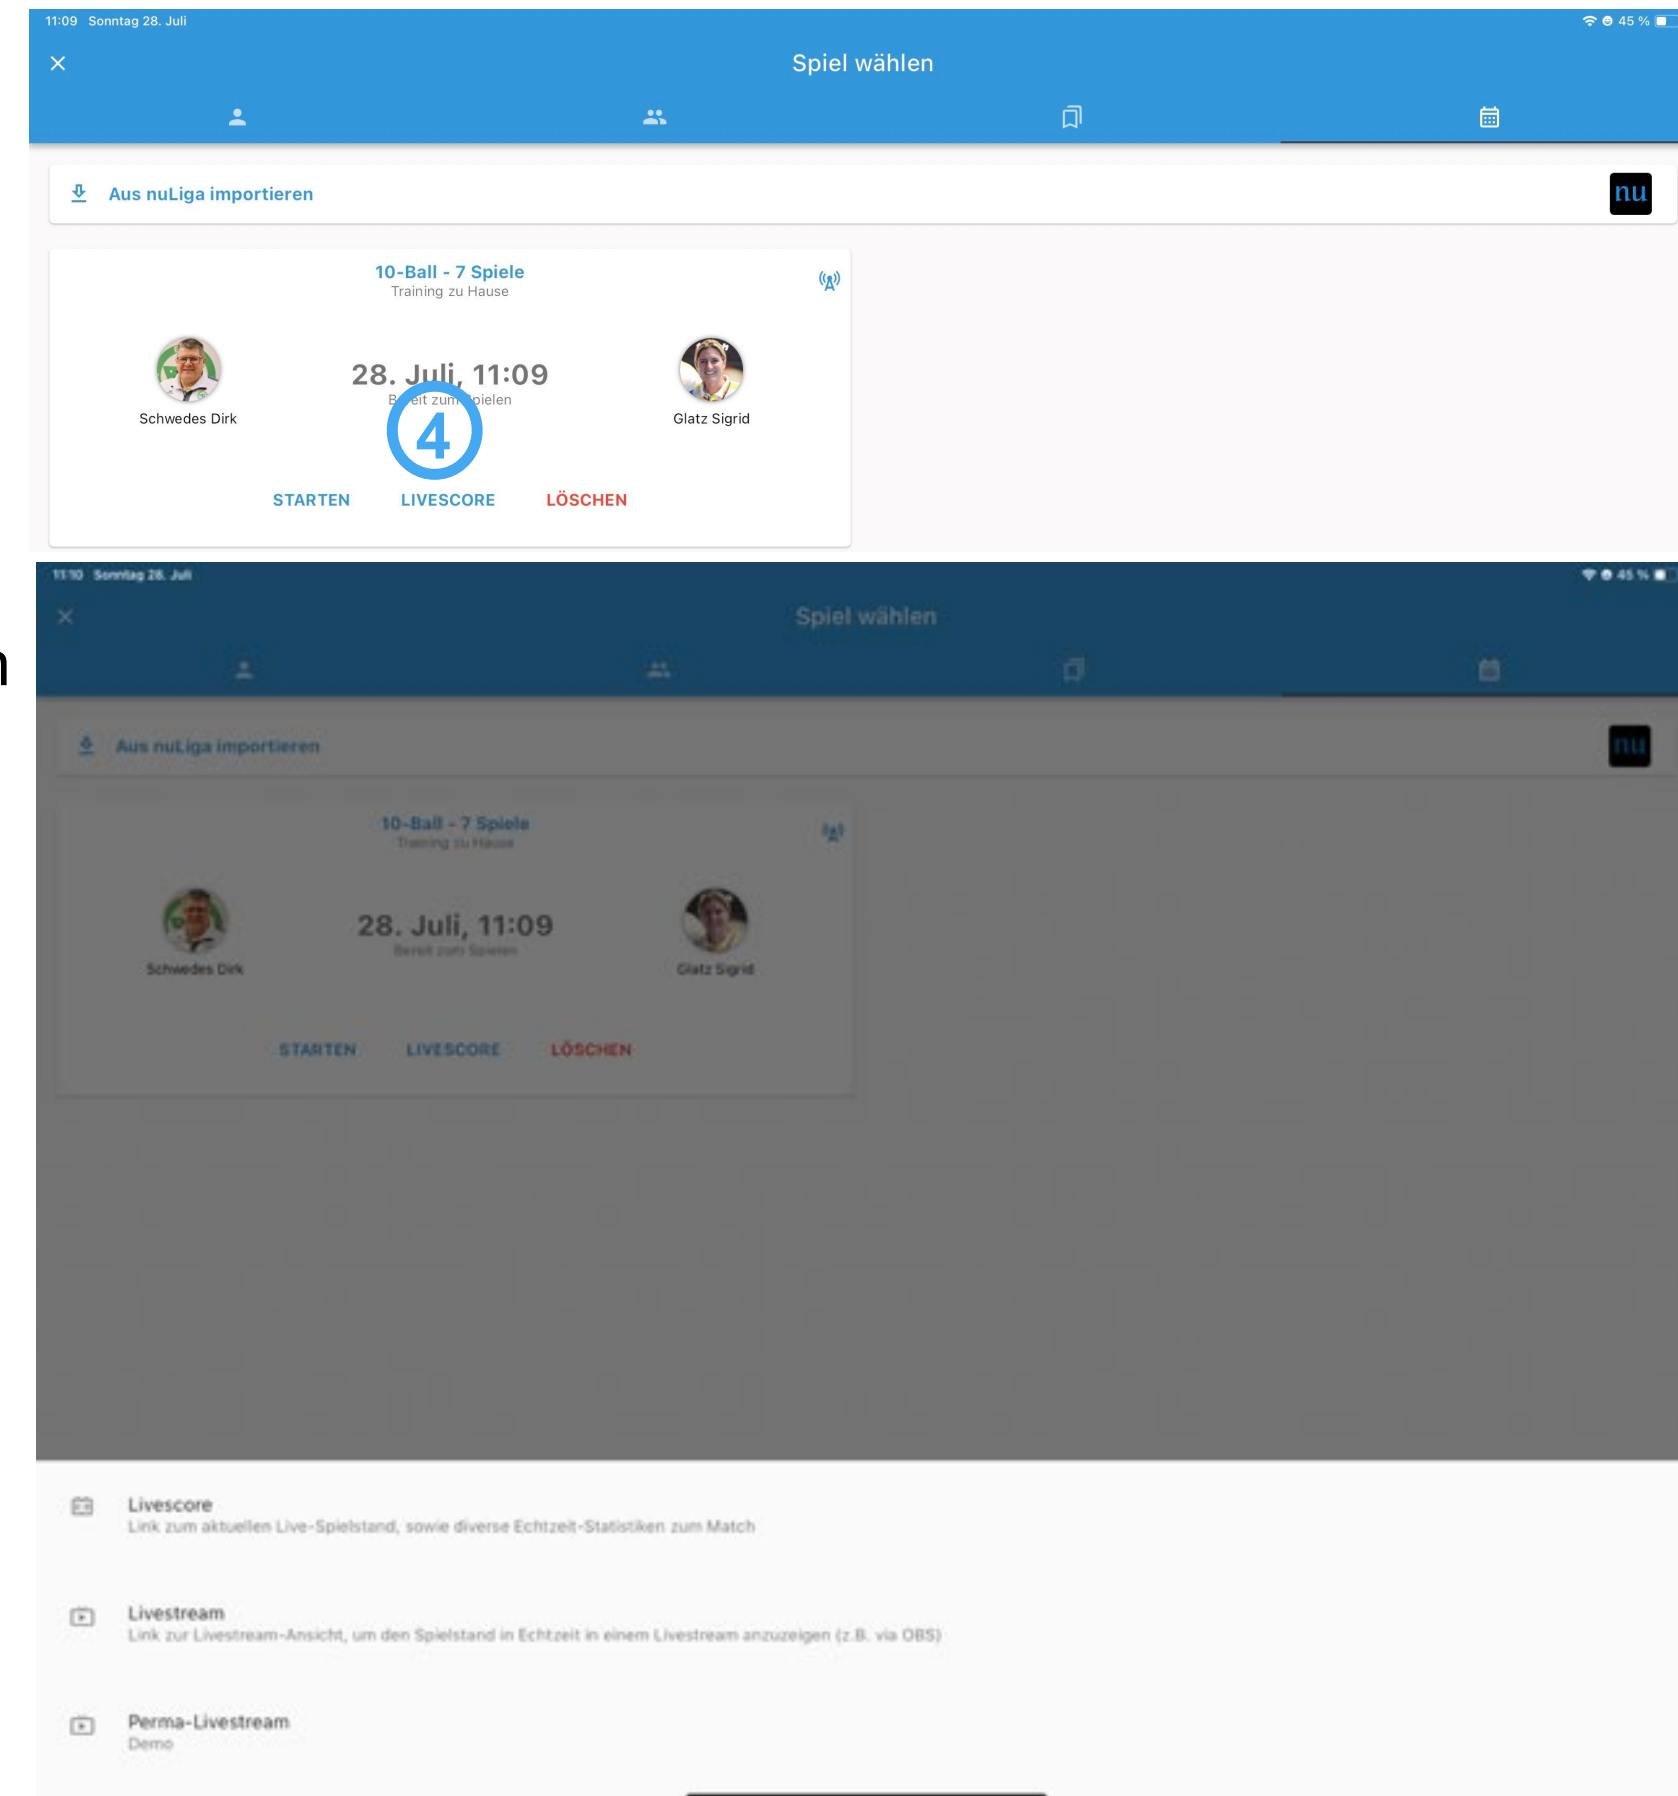 11:09 Sonntag 28. Juli 45 %
Spiel wählen
Aus nuLiga importieren
nu
10-Ball - 7 Spiele
Training zu Hause
28. Juli, 11:09
Bereit zum Spielen
Schwedes Dirk
Glatz Sigrid
4
STARTEN LIVESCORE LÖSCHEN
11:10 Sonntag 28. Juli 45 %
Spiel wählen
n
Aus nuLiga importieren
nu
10-Ball - 7 Spiele
Training zu Hause
28. Juli, 11:09
Bereit zum Spielen
Schwedes Dirk
Glatz Sigrid
STARTEN LIVESCORE LÖSCHEN
Livescore
Link zum aktuellen Live-Spielstand, sowie diverse Echtzeit-Statistiken zum Match
Livestream
Link zur Livestream-Ansicht, um den Spielstand in Echtzeit in einem Livestream anzuzeigen (z.B. via OBS)
Perma-Livestream
Demo